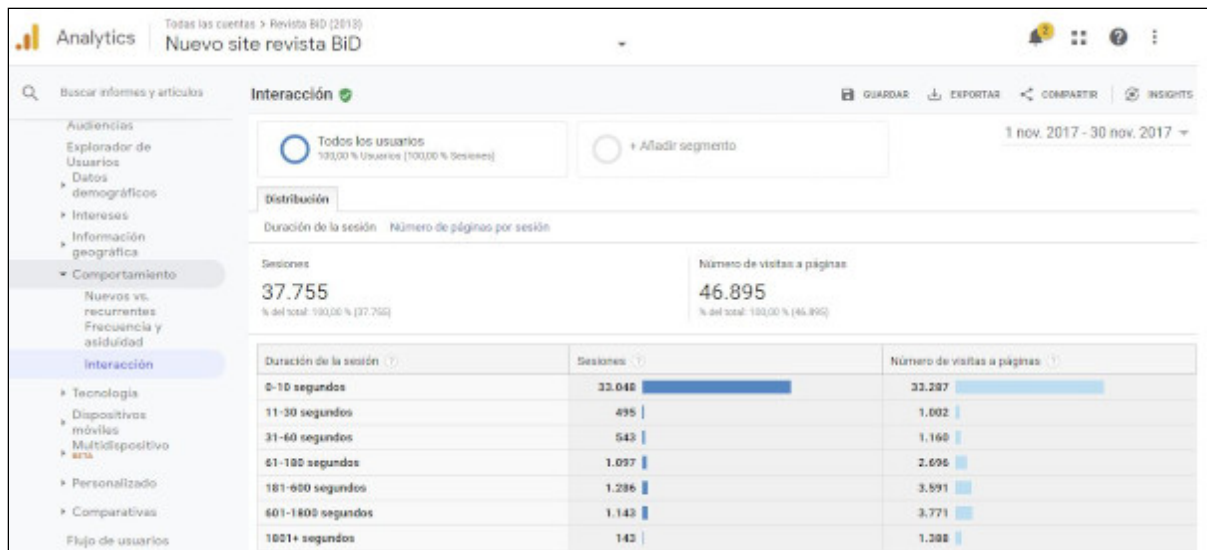 Todas las cuentas > Revista BiD (2013)
Analytics
Nuevo site revista BiD
2
Buscar informes y artículos
Interacción
GUARDAR
EXPORTAR
COMPARTIR
INSIGHTS
Audiencias
Explorador de
Usuarios
Datos
demográficos
Intereses
Información
geográfica
Comportamiento
Nuevos vs.
recurrentes
Frecuencia y
asiduidad
Interacción
Tecnología
Dispositivos
móviles
Multidispositivo
BETA
Personalizado
Comparativas
Flujo de usuarios
Todos los usuarios
100,00 % Usuarios (100,00 % Sesiones)
+ Añadir segmento
1 nov. 2017 - 30 nov. 2017
Distribución
Duración de la sesión Número de páginas por sesión
Sesiones
37.755
% del total: 100,00 % (37.755)
Número de visitas a páginas
46.895
% del total: 100,00 % (46.895)
Duración de la sesión ? Sesiones ? Número de visitas a páginas ?
0-10 segundos 33.048 33.287
11-30 segundos 495 1.002
31-60 segundos 543 1.160
61-180 segundos 1.097 2.696
181-600 segundos 1.286 3.591
601-1800 segundos 1.143 3.771
1801+ segundos 143 1.388